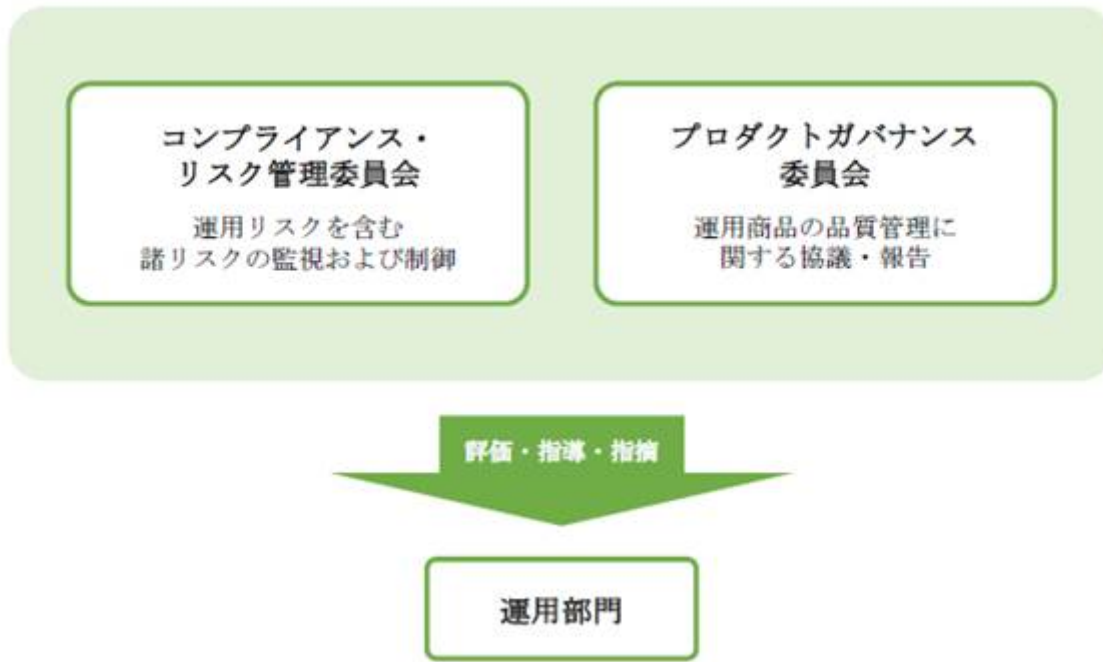 コンプライアンス・
リスク管理委員会
運用リスクを含む
諸リスクの監視および制御
プロダクトガバナンス
委員会
運用商品の品質管理に
関する協議・報告
評価・指導・指摘
運用部門